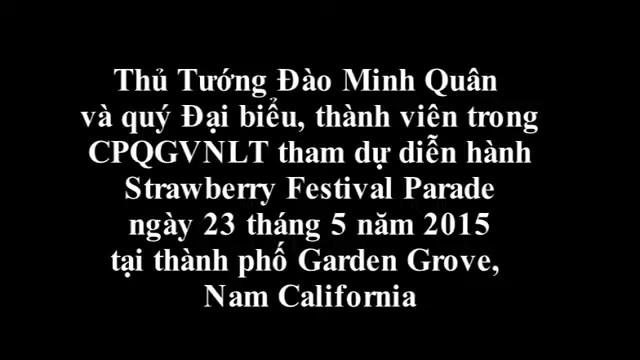 Thủ Tướng Đào Minh Quân
và quý Đại biểu, thành viên trong
CPQGVNLT tham dự diễn hành
Strawberry Festival Parade
ngày 23 tháng 5 năm 2015
tại thành phố Garden Grove,
Nam California